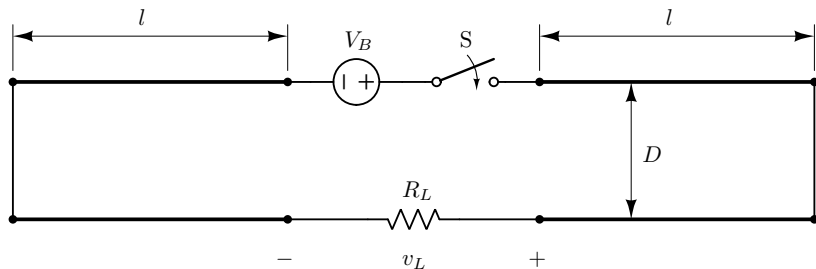 l l
V_B S
− +
D
R_L
− v_L +